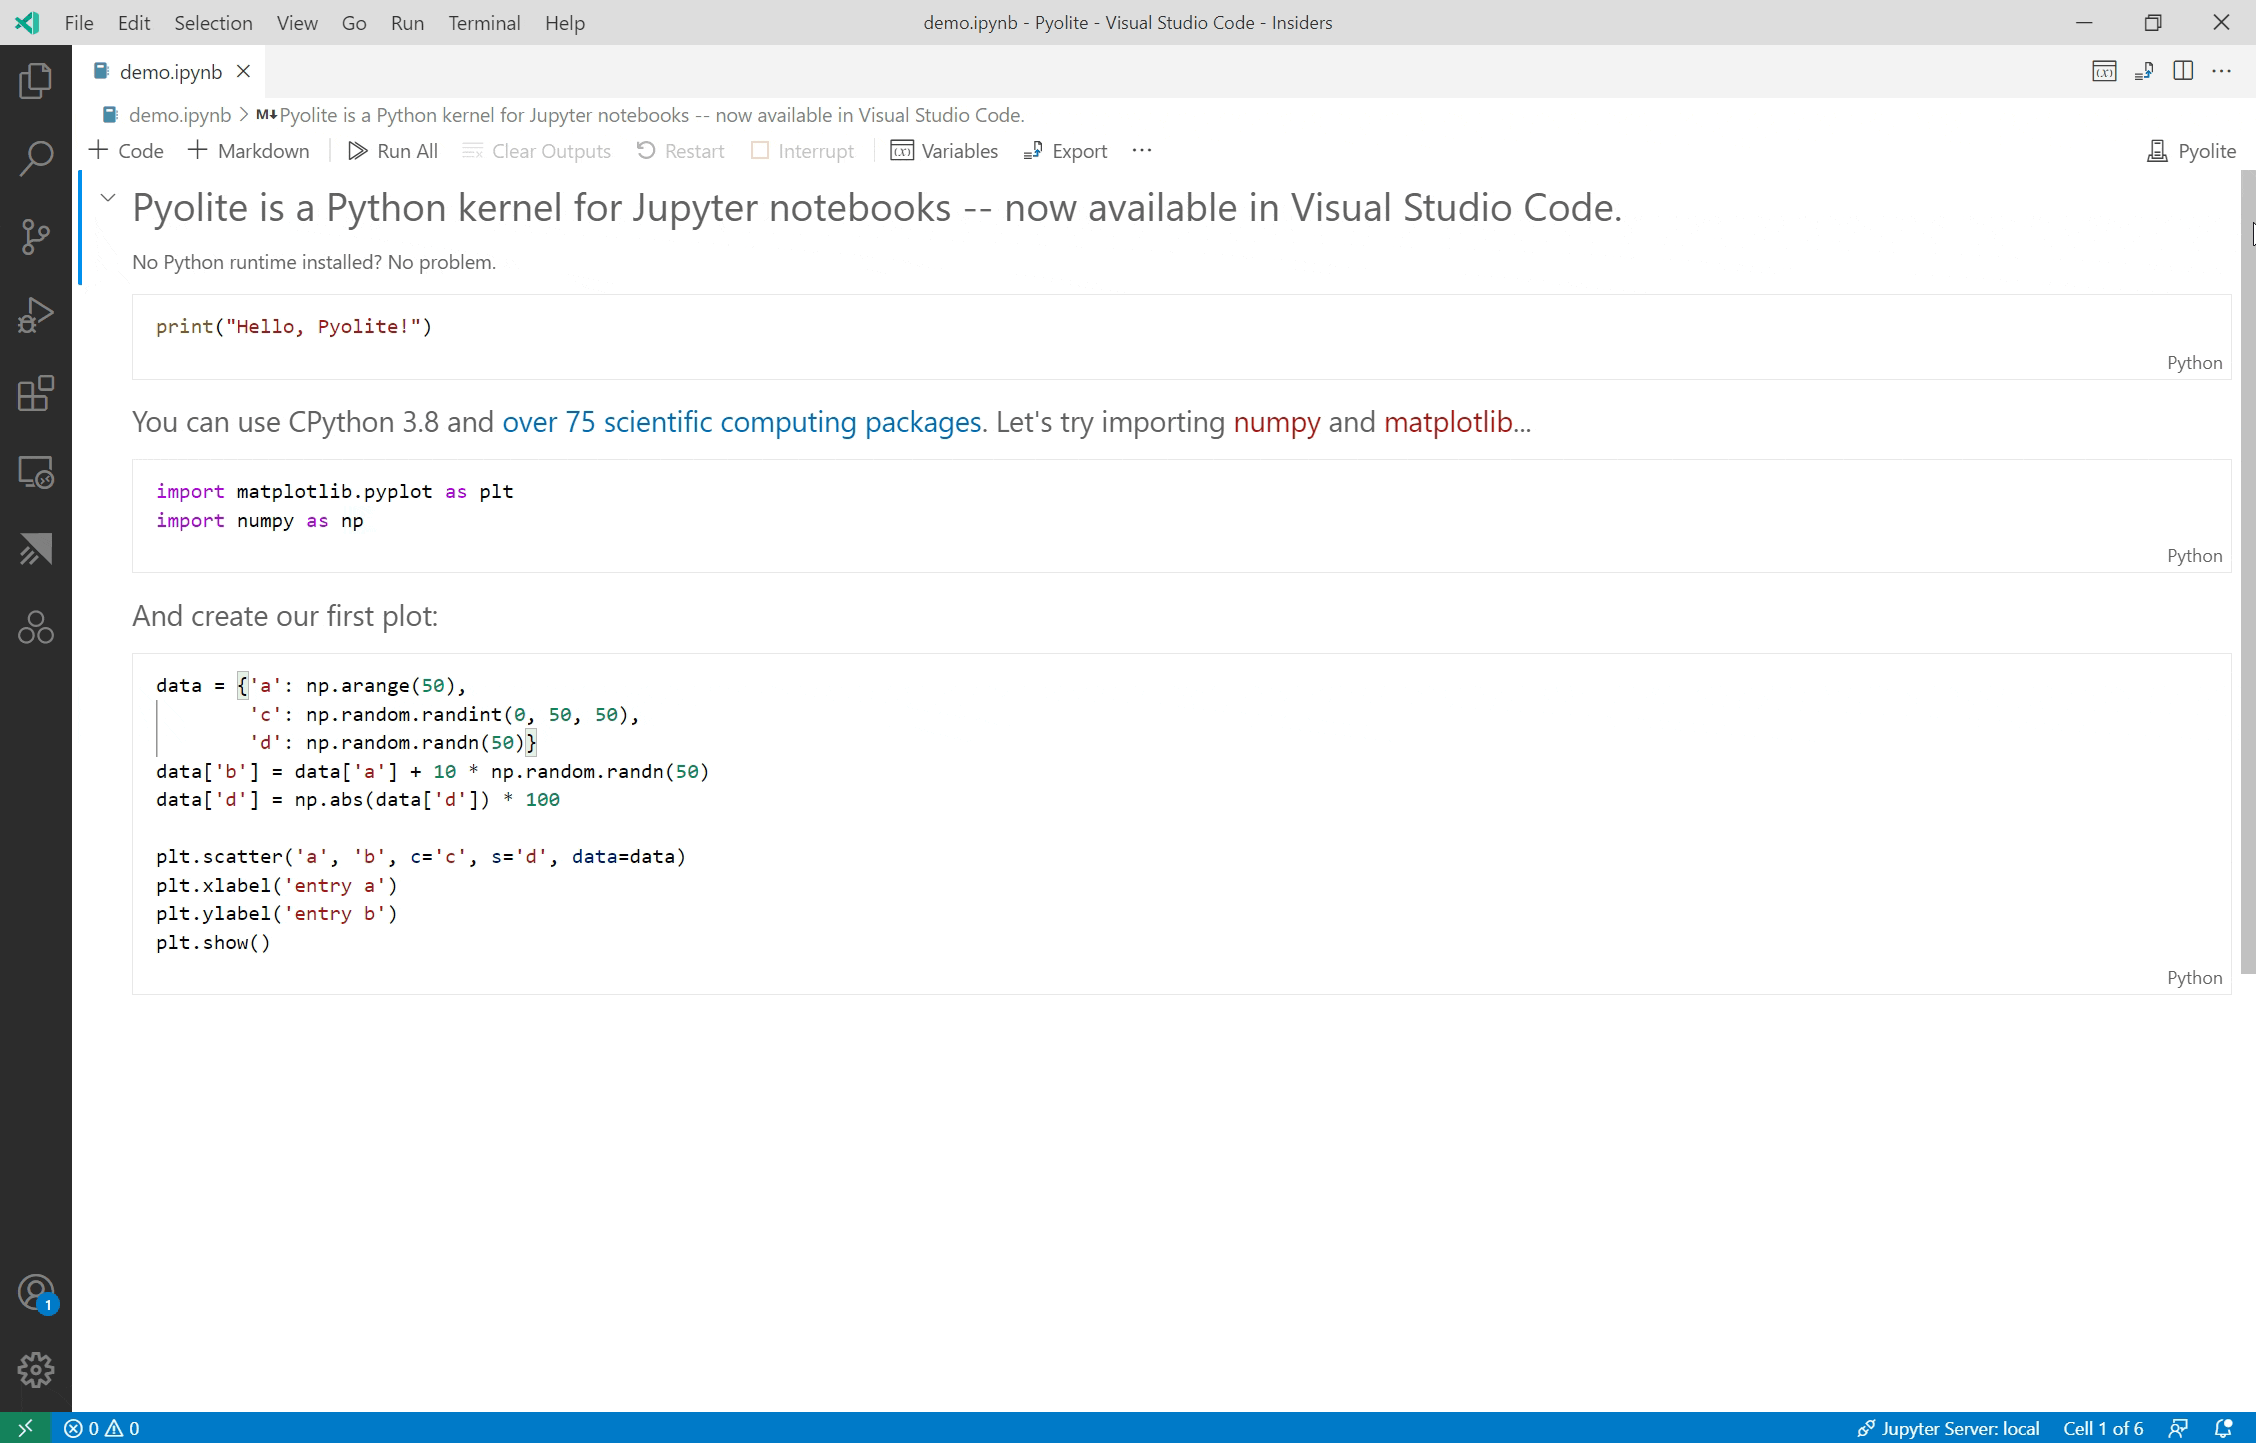 File Edit Selection View Go Run Terminal Help demo.ipynb - Pyolite - Visual Studio Code - Insiders
demo.ipynb
demo.ipynb > M↓ Pyolite is a Python kernel for Jupyter notebooks -- now available in Visual Studio Code.
+ Code + Markdown Run All Clear Outputs Restart Interrupt (x) Variables Export ... Pyolite
Pyolite is a Python kernel for Jupyter notebooks -- now available in Visual Studio Code.
No Python runtime installed? No problem.
print("Hello, Pyolite!")
Python
You can use CPython 3.8 and over 75 scientific computing packages. Let's try importing numpy and matplotlib...
import matplotlib.pyplot as plt
import numpy as np
Python
And create our first plot:
data = {'a': np.arange(50),
'c': np.random.randint(0, 50, 50),
'd': np.random.randn(50)}
data['b'] = data['a'] + 10 * np.random.randn(50)
data['d'] = np.abs(data['d']) * 100
plt.scatter('a', 'b', c='c', s='d', data=data)
plt.xlabel('entry a')
plt.ylabel('entry b')
plt.show()
Python
1
0 0 Jupyter Server: local Cell 1 of 6